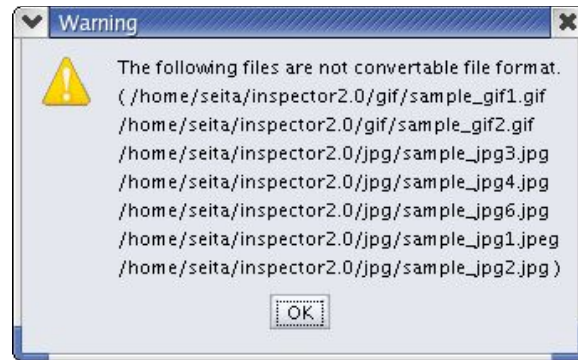 Warning
The following files are not convertable file format.
( /home/seita/inspector2.0/gif/sample_gif1.gif
/home/seita/inspector2.0/gif/sample_gif2.gif
/home/seita/inspector2.0/jpg/sample_jpg3.jpg
/home/seita/inspector2.0/jpg/sample_jpg4.jpg
/home/seita/inspector2.0/jpg/sample_jpg6.jpg
/home/seita/inspector2.0/jpg/sample_jpg1.jpeg
/home/seita/inspector2.0/jpg/sample_jpg2.jpg )
OK